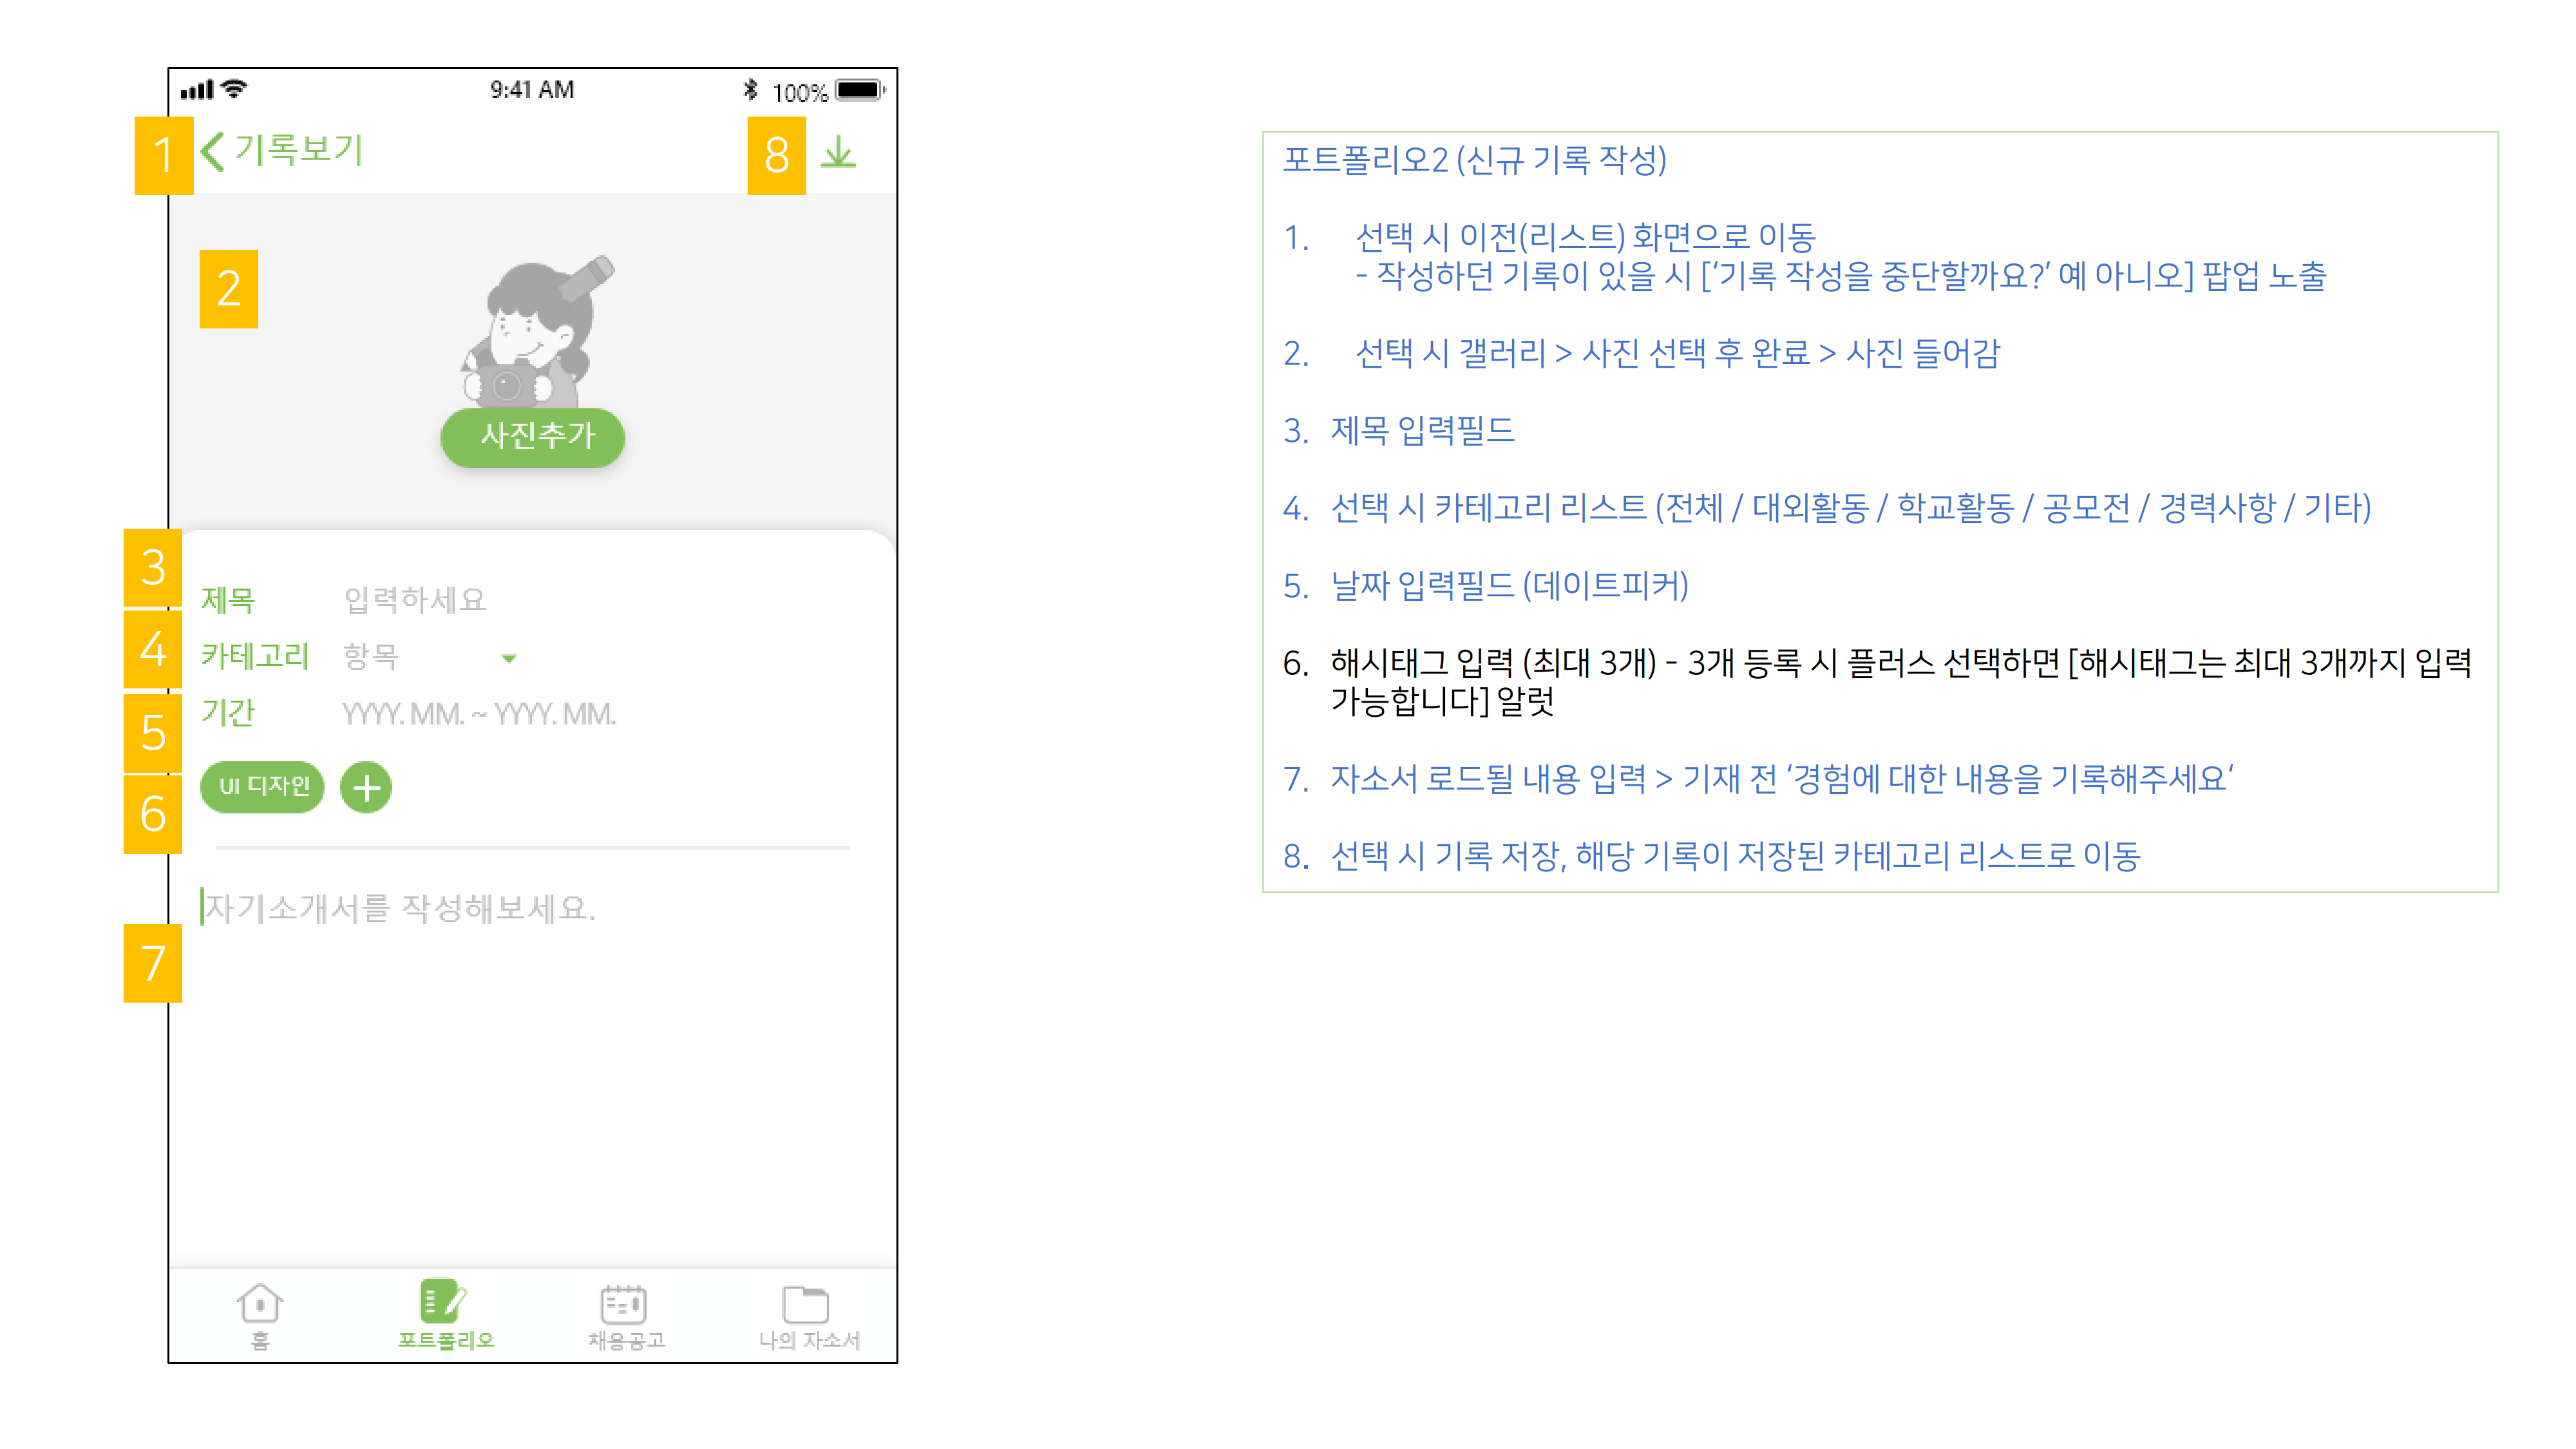 9:41 AM
100%
1
기록보기
8
2
사진추가
3
제목
입력하세요
4
카테고리
항목
5
기간
YYYY. MM. ~ YYYY. MM.
6
UI 디자인
+
자기소개서를 작성해보세요.
7
홈
포트폴리오
채용공고
나의 자소서
포트폴리오2 (신규 기록 작성)
1. 선택 시 이전(리스트) 화면으로 이동
- 작성하던 기록이 있을 시 [‘기록 작성을 중단할까요?’ 예 아니오] 팝업 노출
2. 선택 시 갤러리 > 사진 선택 후 완료 > 사진 들어감
3. 제목 입력필드
4. 선택 시 카테고리 리스트 (전체 / 대외활동 / 학교활동 / 공모전 / 경력사항 / 기타)
5. 날짜 입력필드 (데이트피커)
6. 해시태그 입력 (최대 3개) - 3개 등록 시 플러스 선택하면 [해시태그는 최대 3개까지 입력
가능합니다] 알럿
7. 자소서 로드될 내용 입력 > 기재 전 ‘경험에 대한 내용을 기록해주세요‘
8. 선택 시 기록 저장, 해당 기록이 저장된 카테고리 리스트로 이동